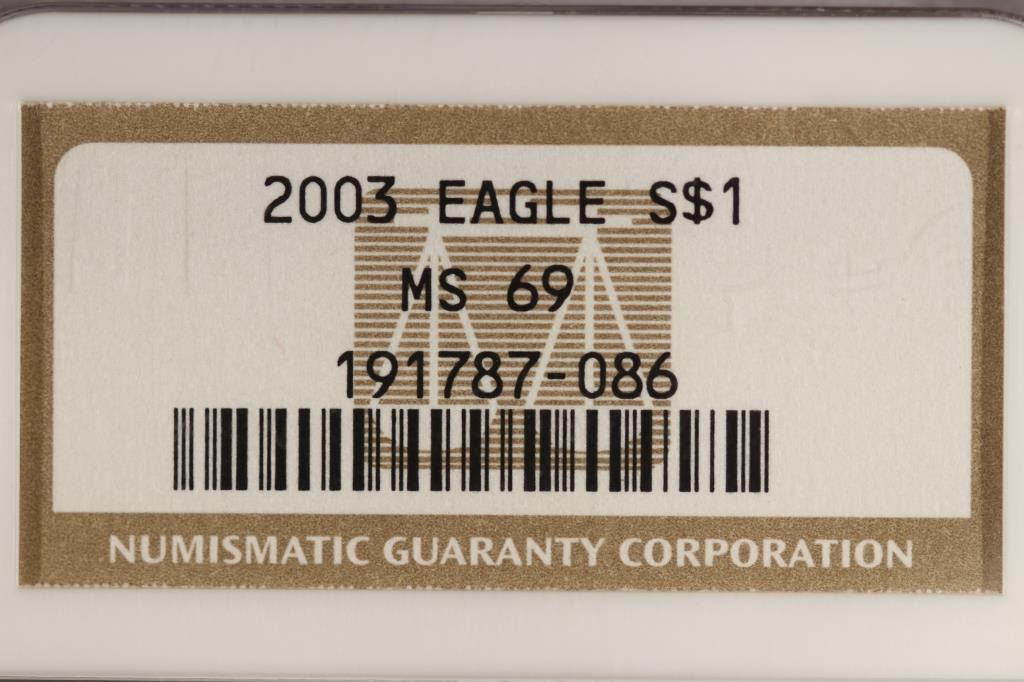 2003 EAGLE S$1
MS 69
191787-086
NUMISMATIC GUARANTY CORPORATION